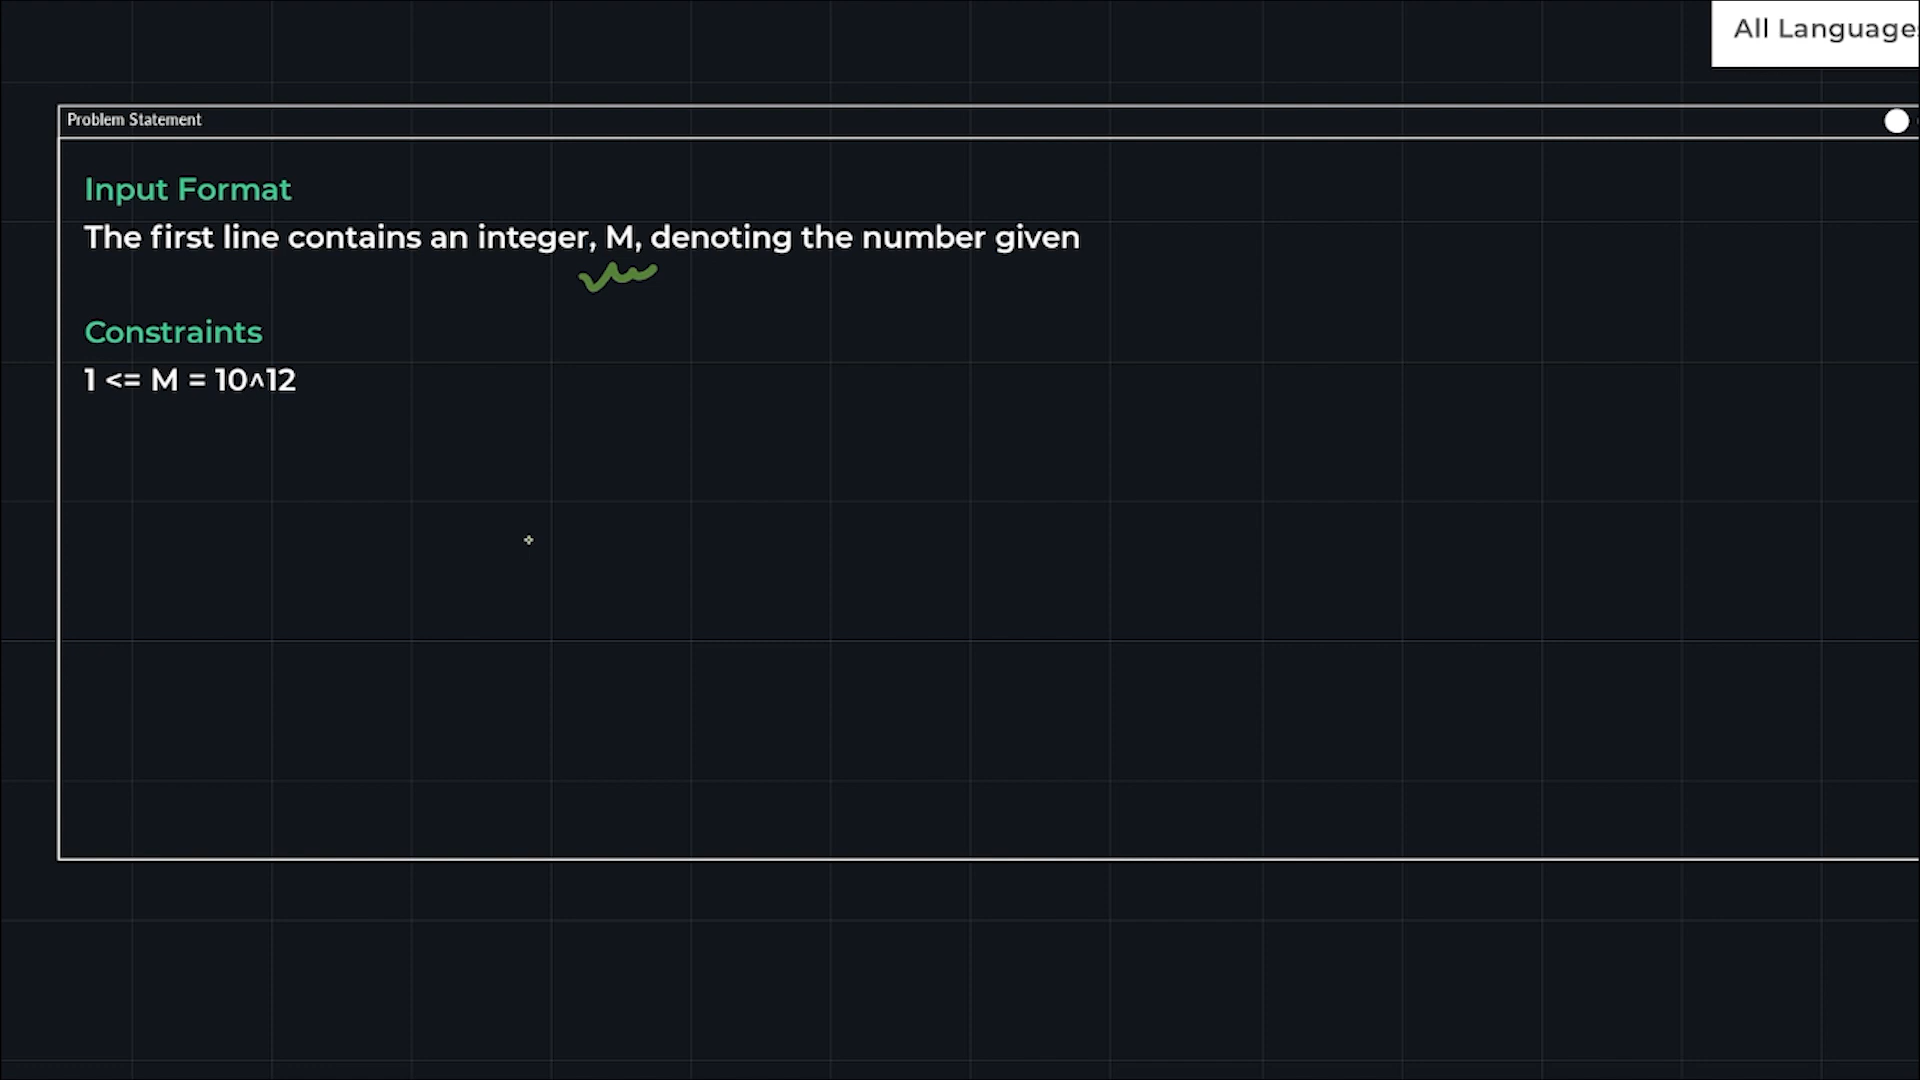 All Language
Problem Statement
Input Format
The first line contains an integer, M, denoting the number given
Constraints
1 <= M = 10^12